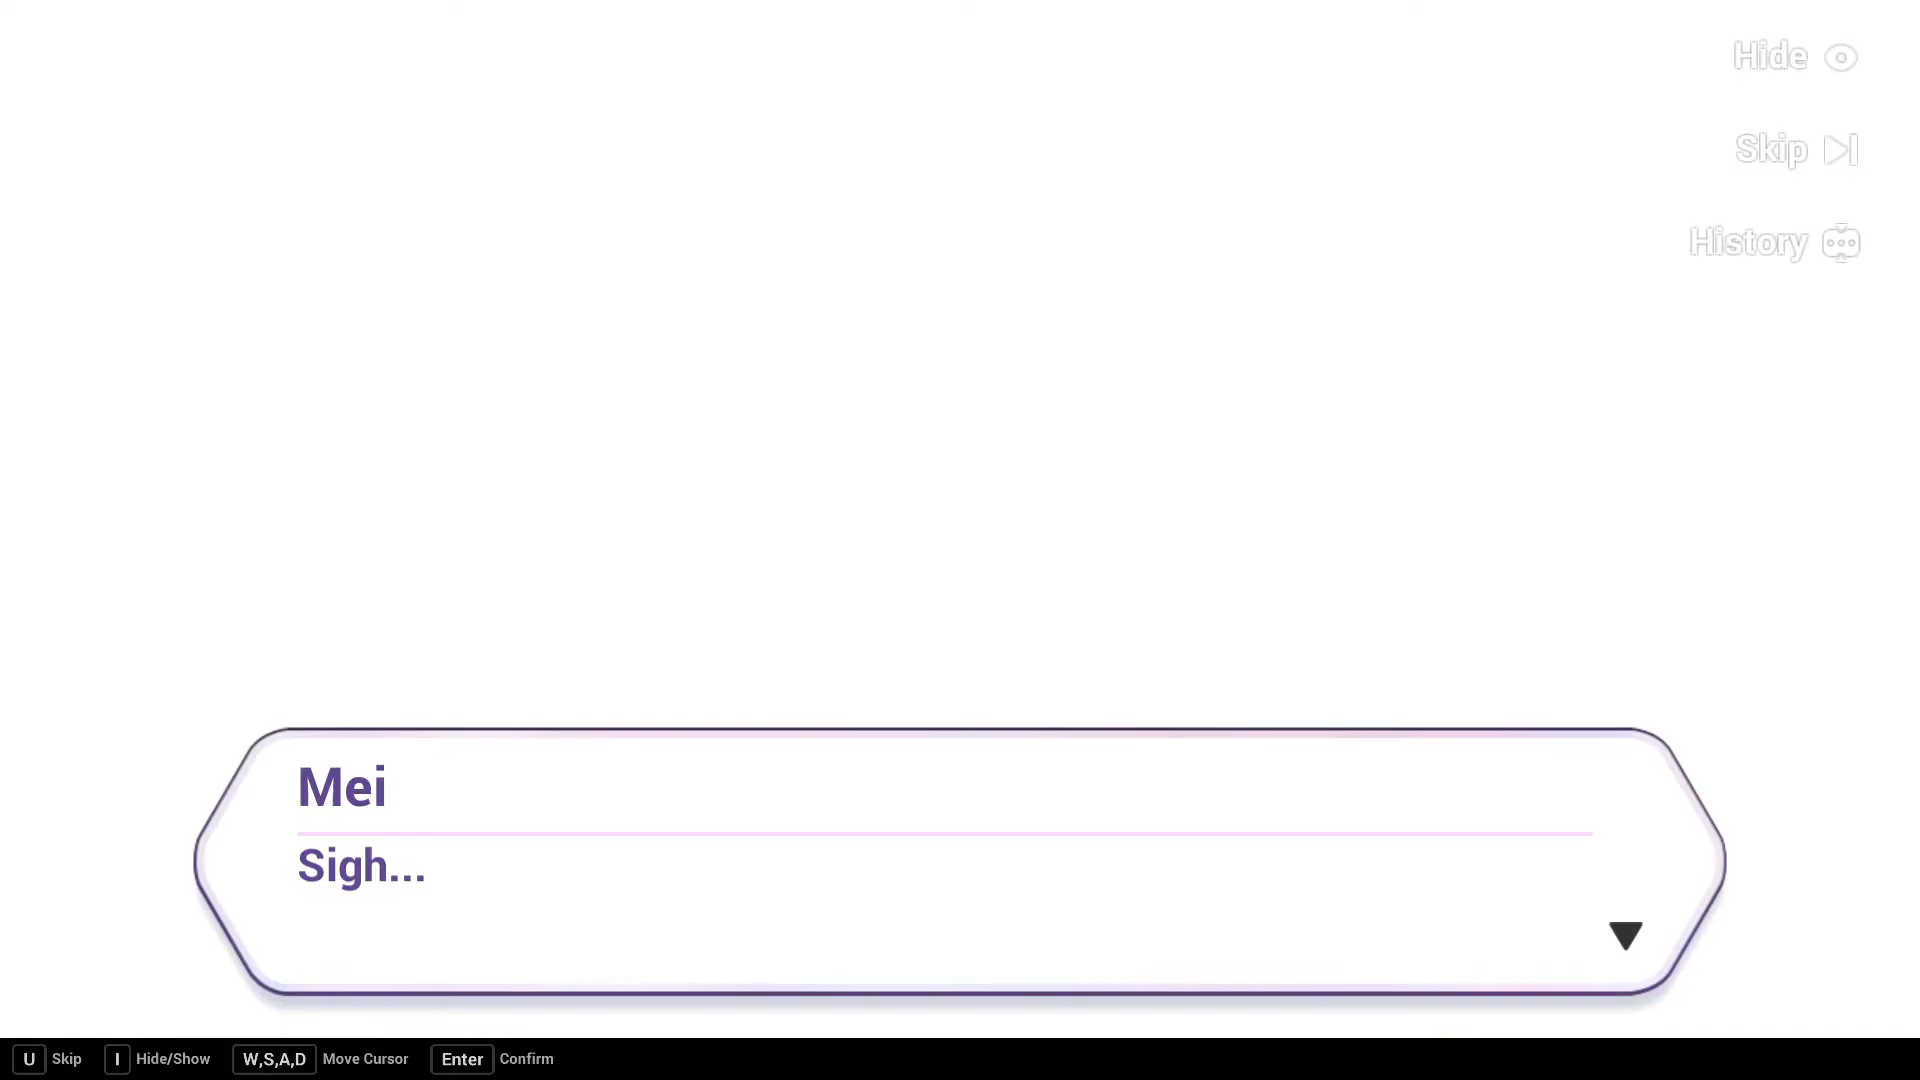 Hide
Skip
History
Mei
Sigh...
U Skip I Hide/Show W,S,A,D Move Cursor Enter Confirm